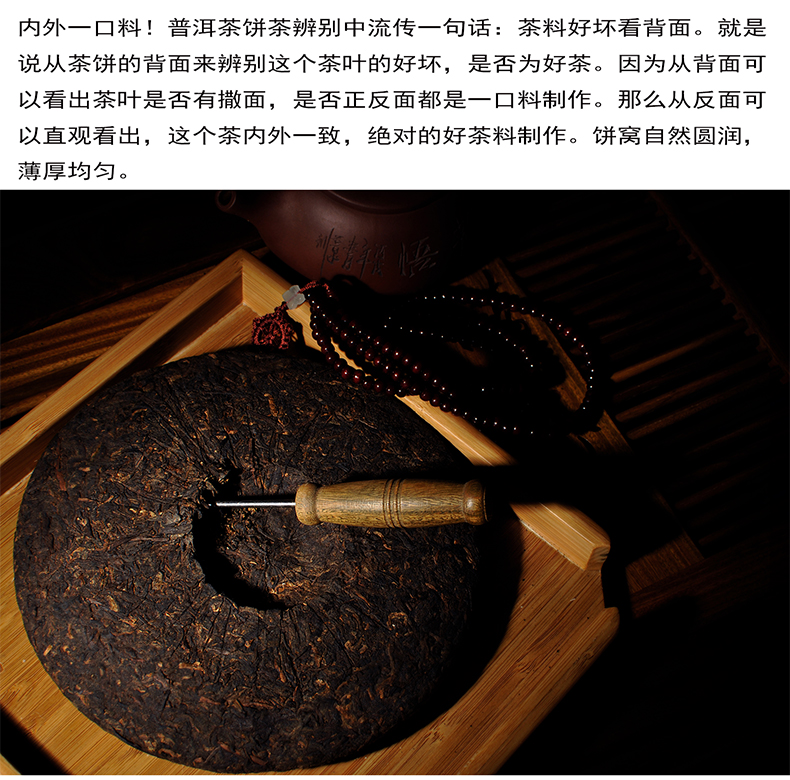 内外一口料！普洱茶饼茶辨别中流传一句话：茶料好坏看背面。就是
说从茶饼的背面来辨别这个茶叶的好坏，是否为好茶。因为从背面可
以看出茶叶是否有撒面，是否正反面都是一口料制作。那么从反面可
以直观看出，这个茶内外一致，绝对的好茶料制作。饼窝自然圆润，
薄厚均匀。